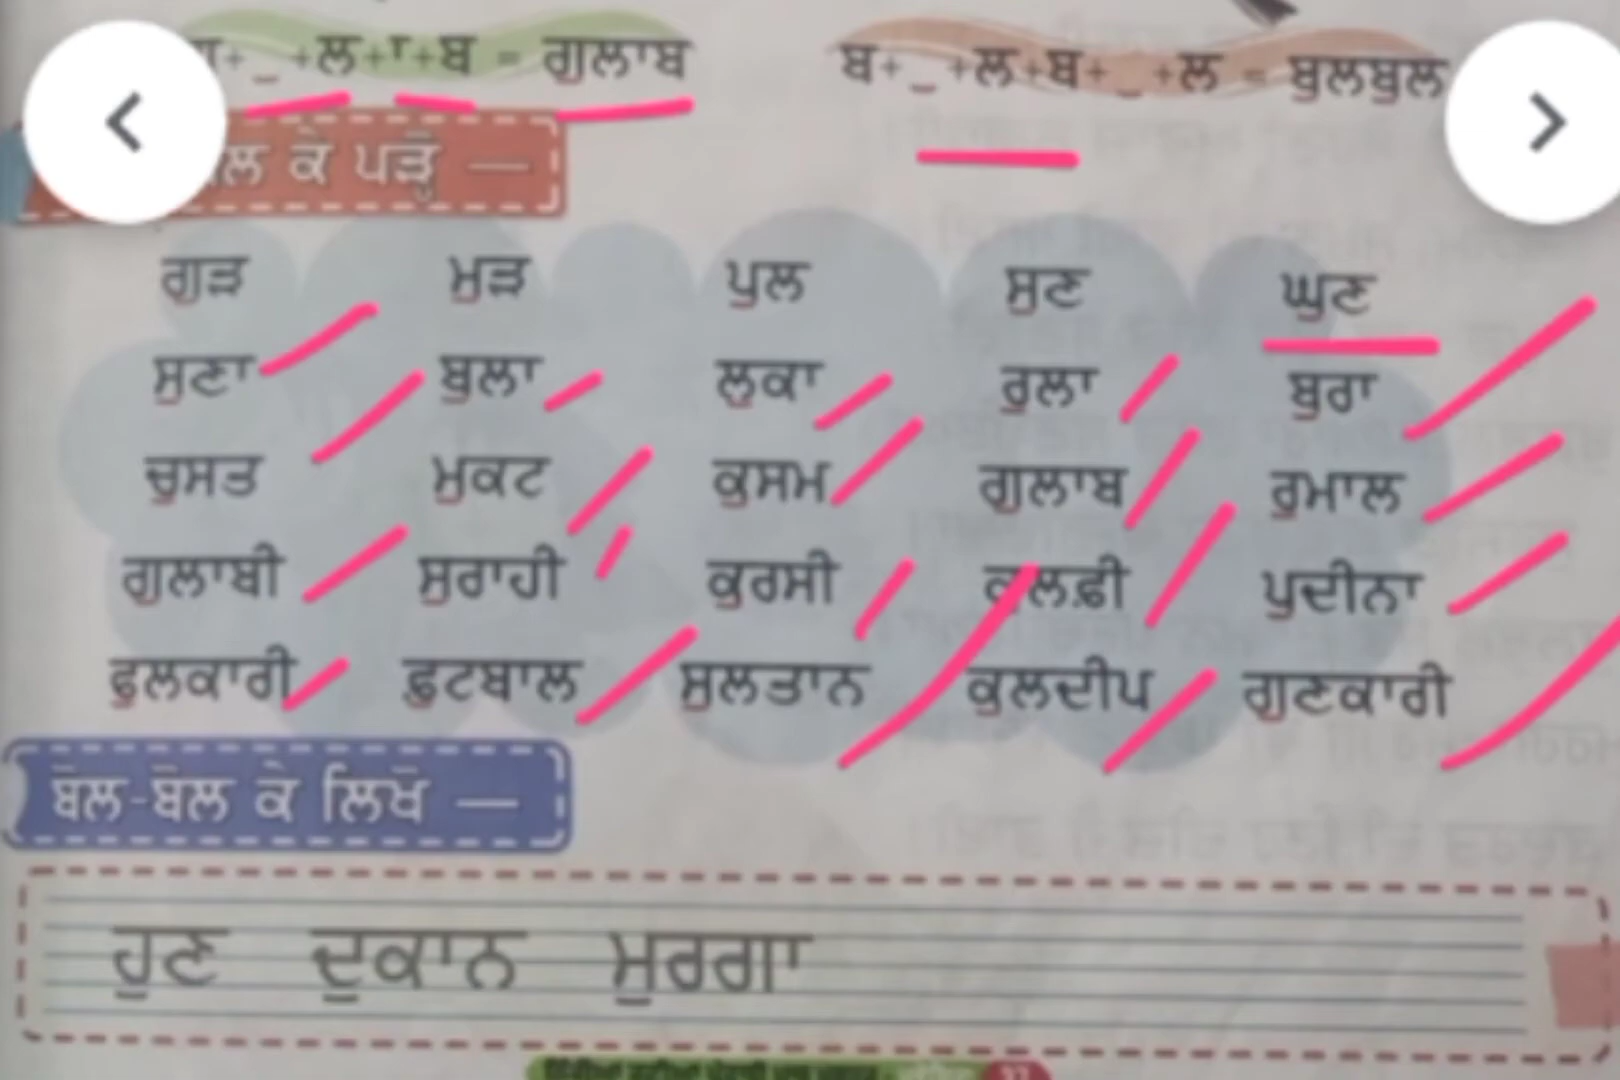 + _ +ਲ+ਾ+ਬ = ਗੁਲਾਬ ਬ+ _ +ਲ+ਬ+ _ +ਲ = ਬੁਲਬੁਲ
ਕੇ ਪੜ੍ਹੋ —
ਗੁੜ ਮੁੜ ਪੁਲ ਸੁਣ ਘੁਣ
ਸੁਣਾ ਬੁਲਾ ਲੁਕਾ ਰੁਲਾ ਬੁਰਾ
ਚੁਸਤ ਮੁਕਟ ਕੁਸਮ ਗੁਲਾਬ ਰੁਮਾਲ
ਗੁਲਾਬੀ ਸੁਰਾਹੀ ਕੁਰਸੀ ਕੁਲਫ਼ੀ ਪੁਦੀਨਾ
ਫੁਲਕਾਰੀ ਫ਼ੁਟਬਾਲ ਸੁਲਤਾਨ ਕੁਲਦੀਪ ਗੁਣਕਾਰੀ
ਬੋਲ-ਬੋਲ ਕੇ ਲਿਖੋ —
ਹੁਣ ਦੁਕਾਨ ਮੁਰਗਾ